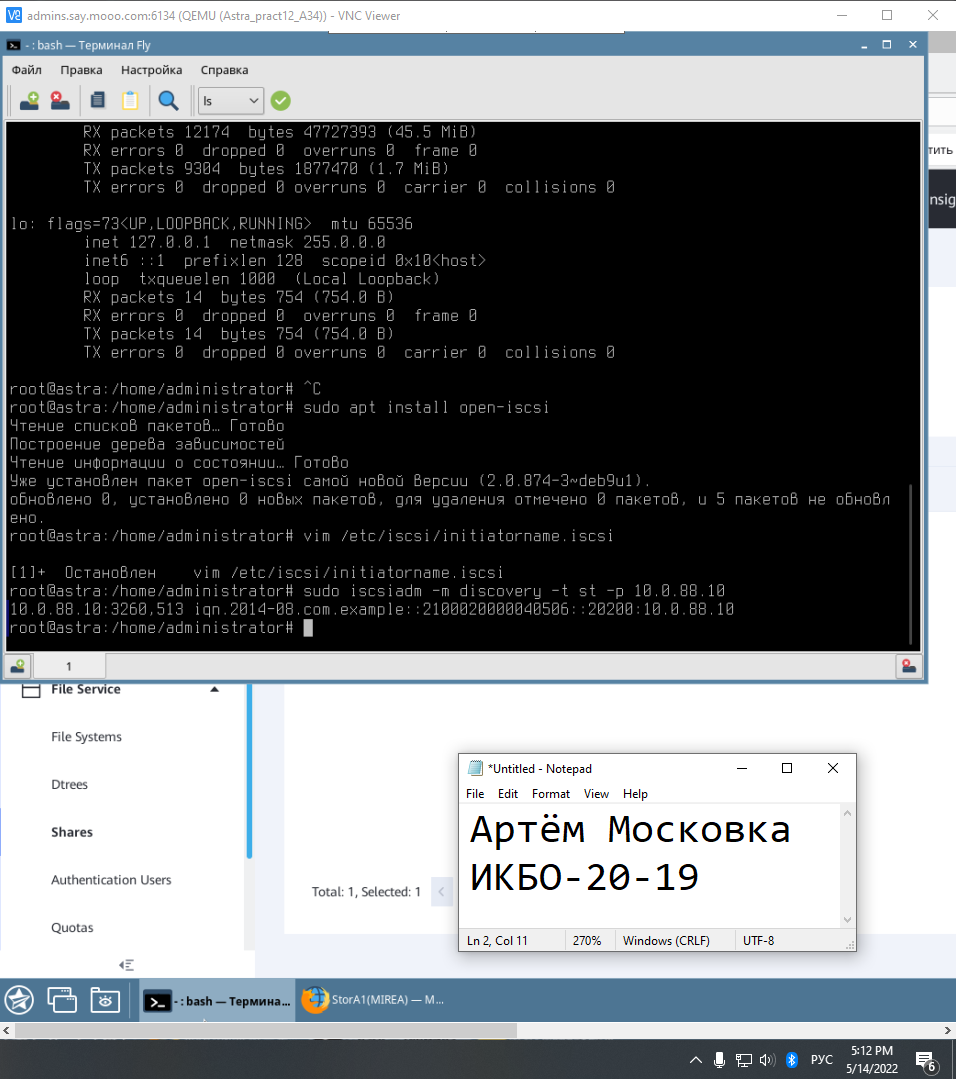 admins.say.mooo.com:6134 (QEMU (Astra_pract12_A34)) - VNC Viewer
- : bash — Терминал Fly
Файл Правка Настройка Справка
ls
RX packets 12174 bytes 47727393 (45.5 MiB)
RX errors 0 dropped 0 overruns 0 frame 0
TX packets 9304 bytes 1877470 (1.7 MiB)
TX errors 0 dropped 0 overruns 0 carrier 0 collisions 0
lo: flags=73<UP,LOOPBACK,RUNNING> mtu 65536
inet 127.0.0.1 netmask 255.0.0.0
inet6 ::1 prefixlen 128 scopeid 0x10<host>
loop txqueuelen 1000 (Local Loopback)
RX packets 14 bytes 754 (754.0 B)
RX errors 0 dropped 0 overruns 0 frame 0
TX packets 14 bytes 754 (754.0 B)
TX errors 0 dropped 0 overruns 0 carrier 0 collisions 0
root@astra:/home/administrator# ^C
root@astra:/home/administrator# sudo apt install open-iscsi
Чтение списков пакетов… Готово
Построение дерева зависимостей
Чтение информации о состоянии… Готово
Уже установлен пакет open-iscsi самой новой версии (2.0.874-3~deb9u1).
обновлено 0, установлено 0 новых пакетов, для удаления отмечено 0 пакетов, и 5 пакетов не обновл
ено.
root@astra:/home/administrator# vim /etc/iscsi/initiatorname.iscsi
[1]+ Остановлен vim /etc/iscsi/initiatorname.iscsi
root@astra:/home/administrator# sudo iscsiadm -m discovery -t st -p 10.0.88.10
10.0.88.10:3260,513 iqn.2014-08.com.example::2100020000040506::20200:10.0.88.10
root@astra:/home/administrator#
тить
nsig
1
File Service
File Systems
Dtrees
Shares
Authentication Users
Quotas
Total: 1, Selected: 1
*Untitled - Notepad
File Edit Format View Help
Артём Московка
ИКБО-20-19
Ln 2, Col 11 270% Windows (CRLF) UTF-8
- : bash — Термина... StorA1(MIREA) — M...
РУС
5:12 PM
5/14/2022
6